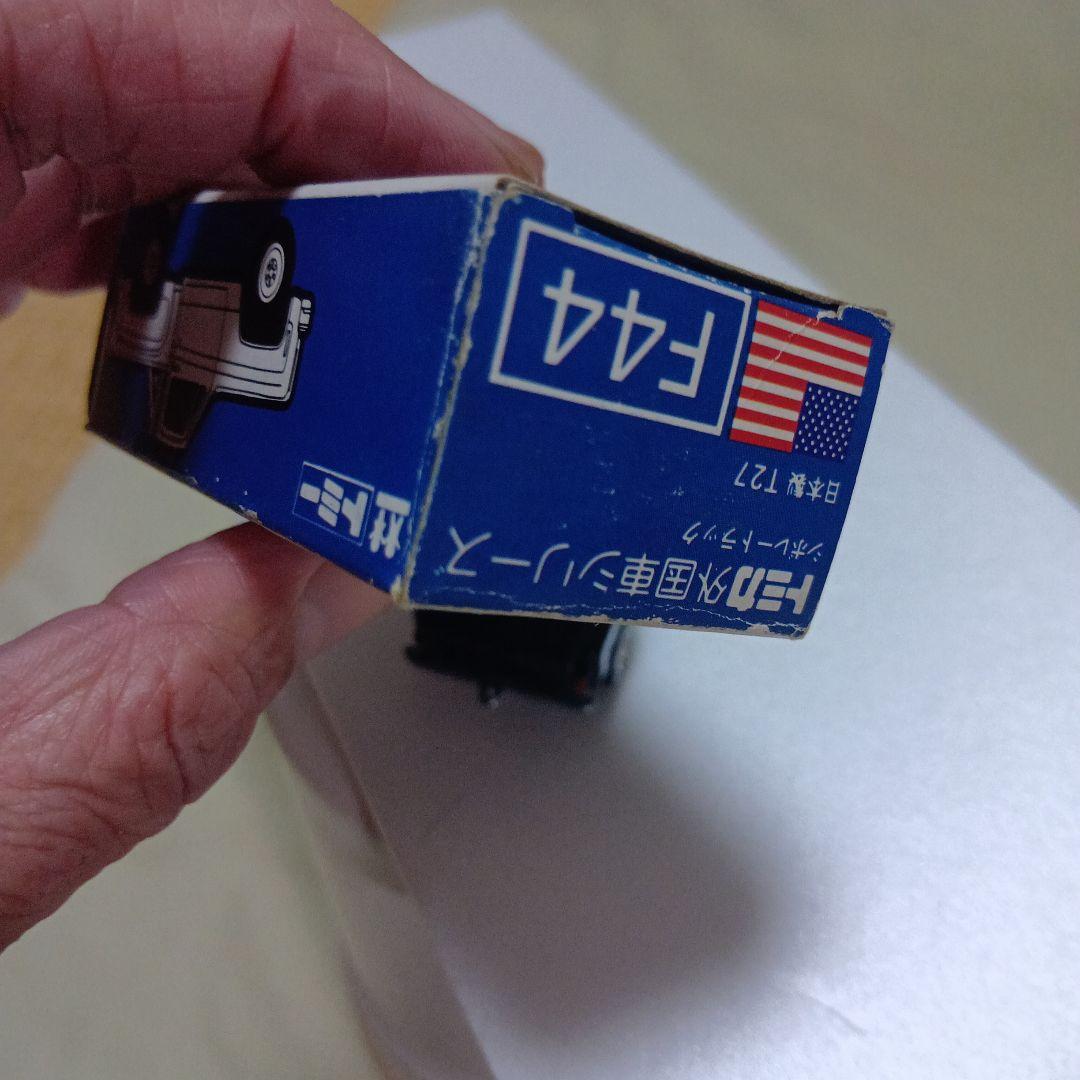 トミカ外国車シリーズ
シボレートラック
日本製 T27
F44
トミー